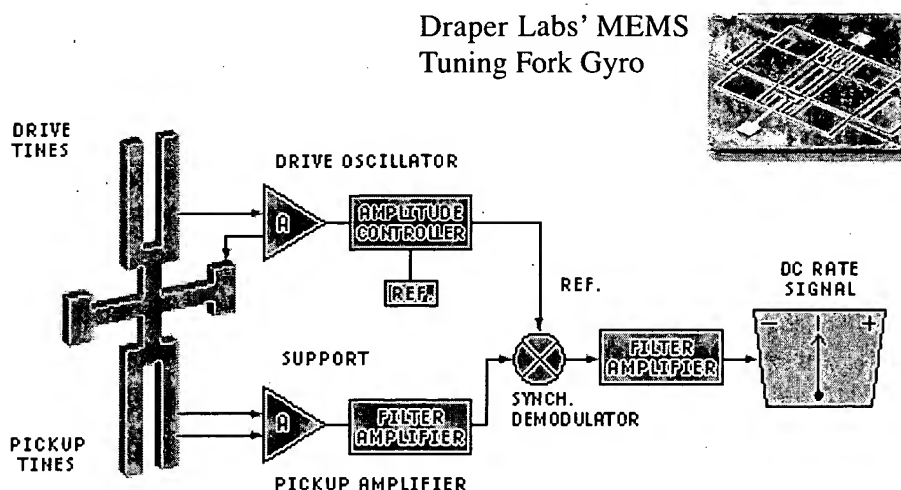 Draper Labs' MEMS
Tuning Fork Gyro
DRIVE
TINES
DRIVE OSCILLATOR
A
AMPLITUDE
CONTROLLER
REF.
REF.
DC RATE
SIGNAL
– +
SUPPORT
A
FILTER
AMPLIFIER
SYNCH.
DEMODULATOR
FILTER
AMPLIFIER
PICKUP
TINES
PICKUP AMPLIFIER